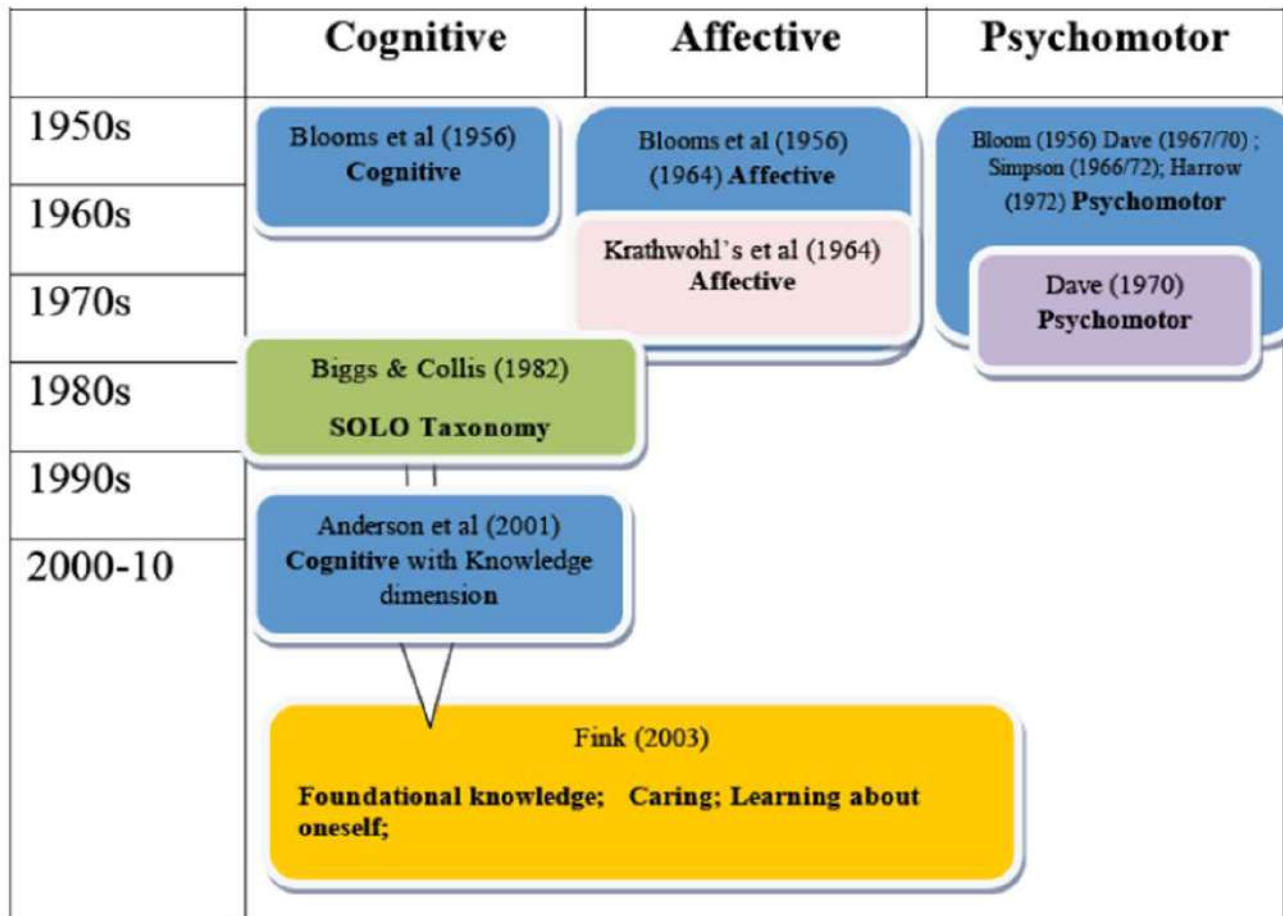 Cognitive Affective Psychomotor
1950s
Blooms et al (1956)
Cognitive
Blooms et al (1956)
(1964) Affective
Bloom (1956) Dave (1967/70) ;
Simpson (1966/72); Harrow
(1972) Psychomotor
1960s
Krathwohl's et al (1964)
Affective
1970s
Dave (1970)
Psychomotor
Biggs & Collis (1982)
SOLO Taxonomy
1980s
1990s
Anderson et al (2001)
Cognitive with Knowledge
dimension
2000-10
Fink (2003)
Foundational knowledge; Caring; Learning about
oneself;